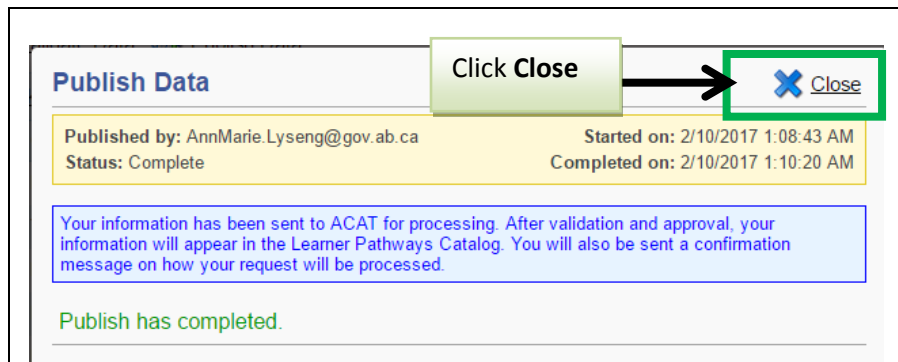 Publish Data
Click Close
Close
Published by: AnnMarie.Lyseng@gov.ab.ca
Started on: 2/10/2017 1:08:43 AM
Status: Complete
Completed on: 2/10/2017 1:10:20 AM
Your information has been sent to ACAT for processing. After validation and approval, your
information will appear in the Learner Pathways Catalog. You will also be sent a confirmation
message on how your request will be processed.
Publish has completed.